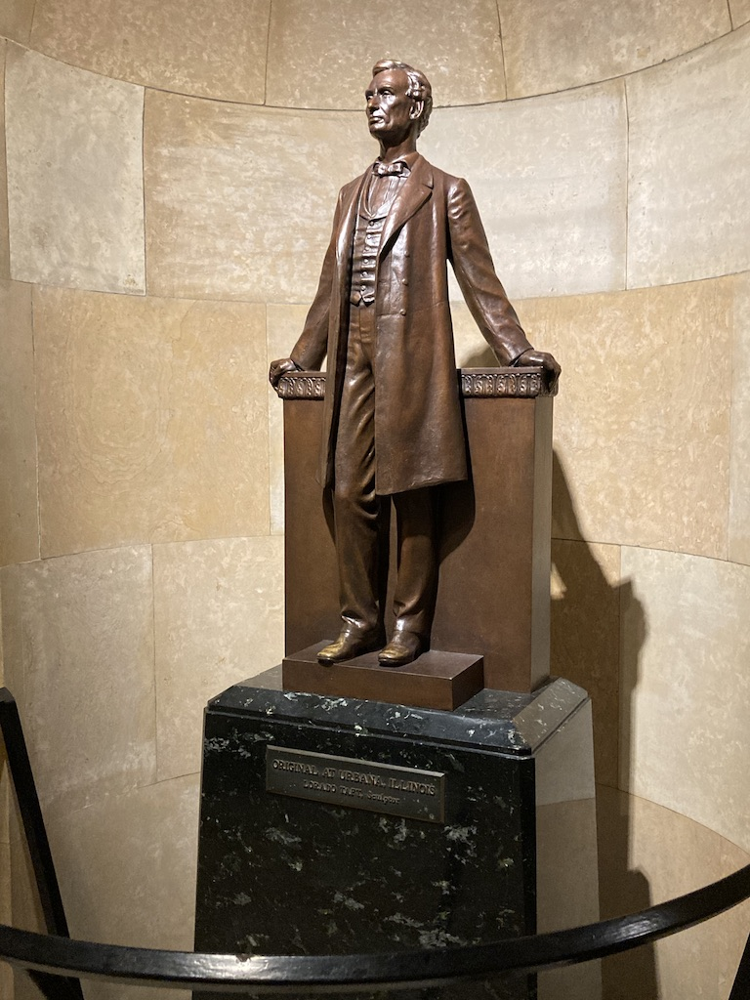 ORIGINAL AT URBANA, ILLINOIS
LORADO TAFT, Sculptor